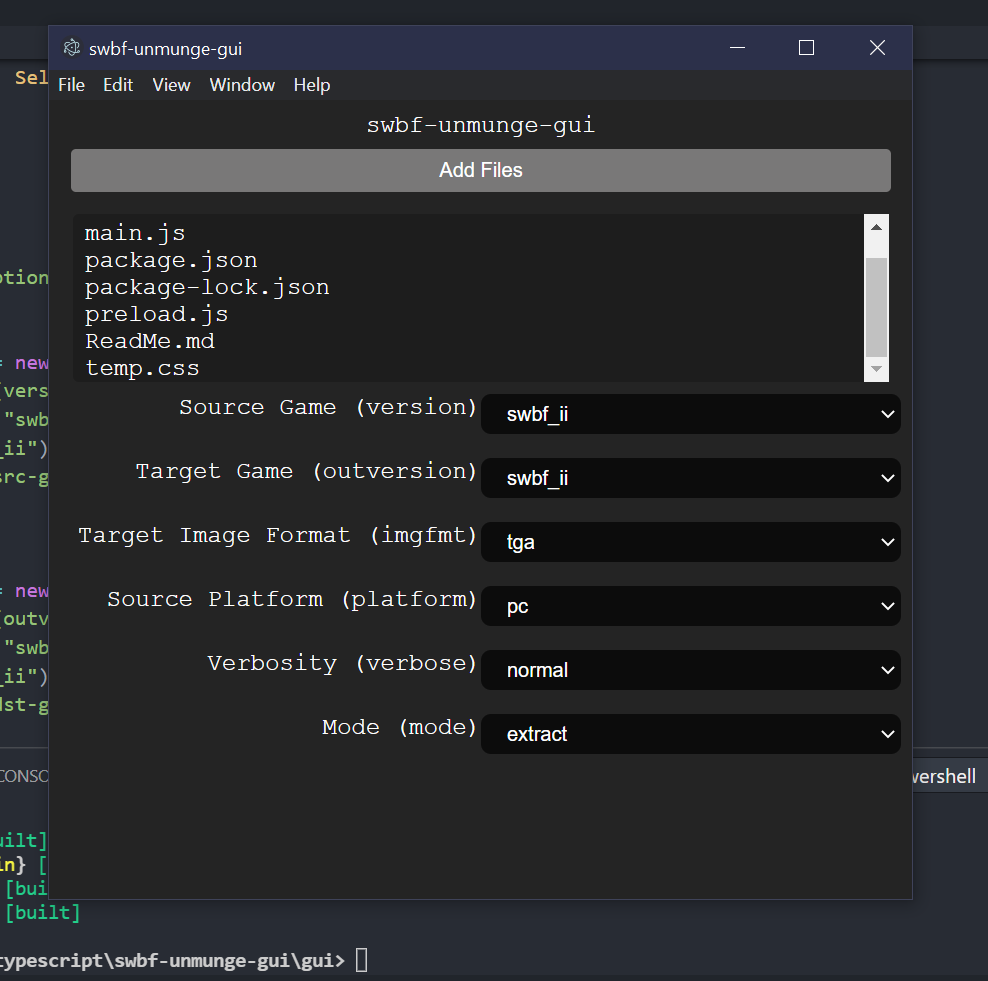 swbf-unmunge-gui
File Edit View Window Help
swbf-unmunge-gui
Add Files
main.js
package.json
package-lock.json
preload.js
ReadMe.md
temp.css
Source Game (version) swbf_ii
Target Game (outversion) swbf_ii
Target Image Format (imgfmt) tga
Source Platform (platform) pc
Verbosity (verbose) normal
Mode (mode) extract
Sel
ption
= new
(vers
"swb
_ii")
src-g
= new
(outv
"swb
_ii")
dst-g
CONSO
wershell
uilt]
in} [
[bui
[built]
typescript\swbf-unmunge-gui\gui>